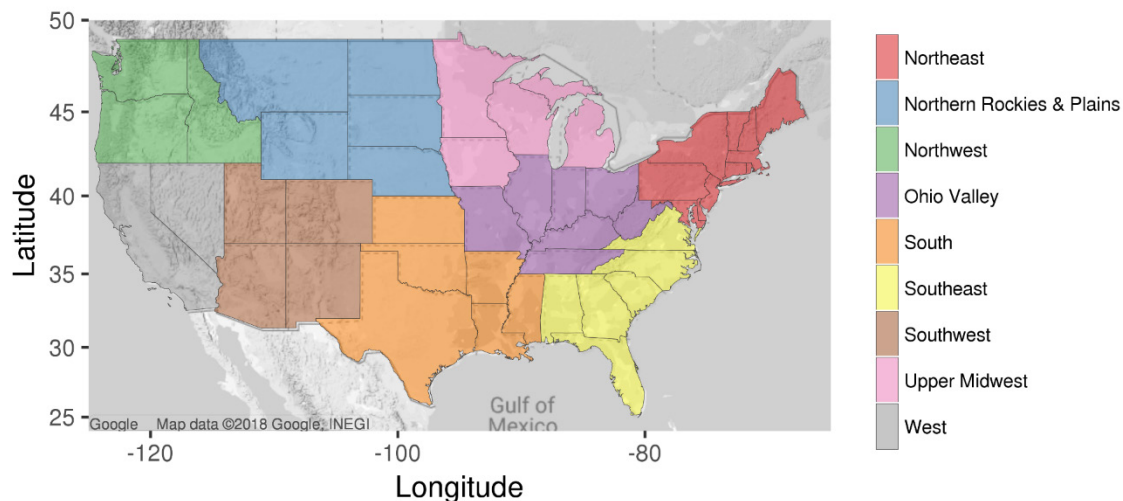 50
45
40
35
30
25
Latitude
Gulf of
Mexico
Google Map data ©2018 Google, INEGI
-120 -100 -80
Longitude
Northeast
Northern Rockies & Plains
Northwest
Ohio Valley
South
Southeast
Southwest
Upper Midwest
West